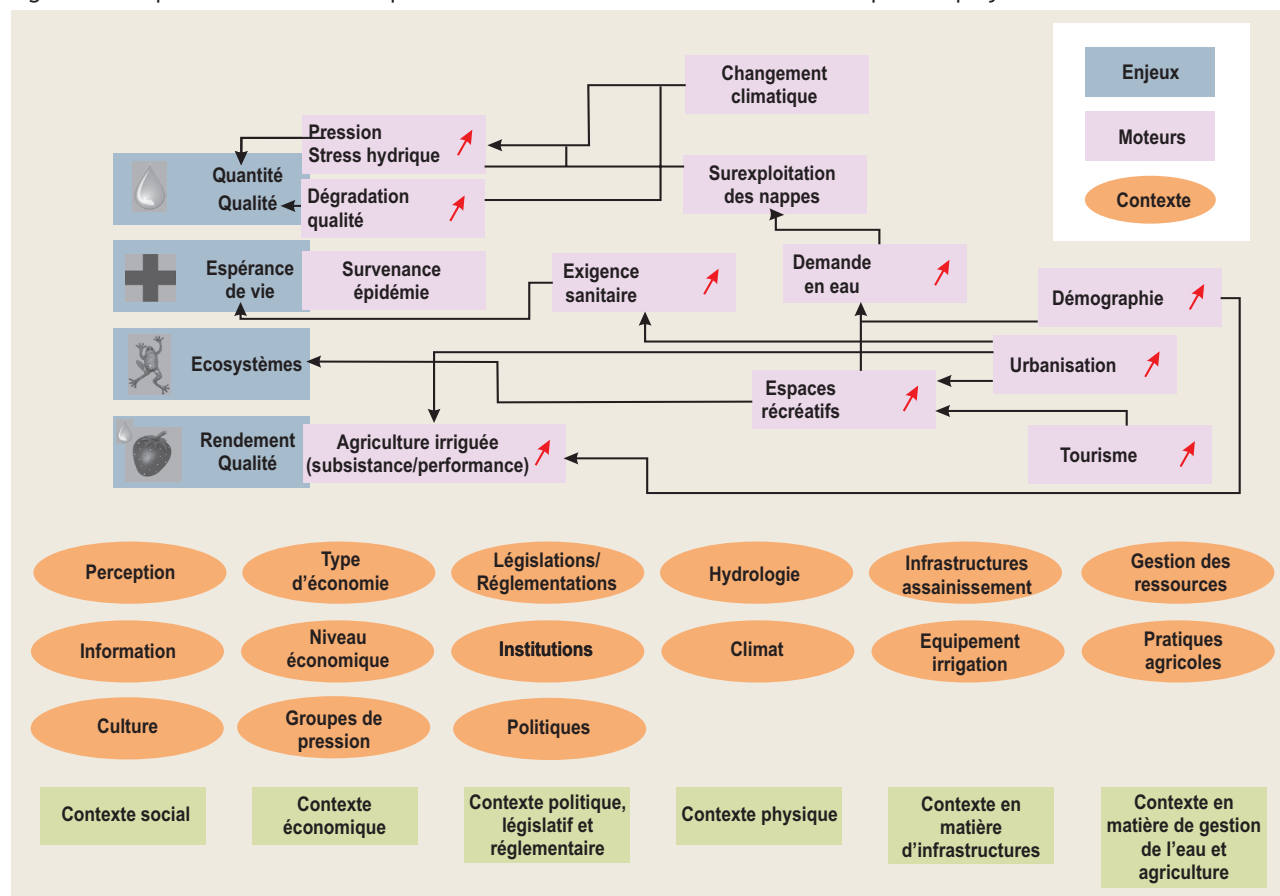 Changement
climatique
Enjeux
Moteurs
Contexte
Pression
Stress hydrique
Quantité
Qualité
Dégradation
qualité
Surexploitation
des nappes
Espérance
de vie
Survenance
épidémie
Exigence
sanitaire
Demande
en eau
Démographie
Ecosystèmes
Espaces
récréatifs
Urbanisation
Rendement
Qualité
Agriculture irriguée
(subsistance/performance)
Tourisme
Perception
Type
d'économie
Législations/
Réglementations
Hydrologie
Infrastructures
assainissement
Gestion des
ressources
Information
Niveau
économique
Institutions
Climat
Equipement
irrigation
Pratiques
agricoles
Culture
Groupes de
pression
Politiques
Contexte social
Contexte
économique
Contexte politique,
législatif et
réglementaire
Contexte physique
Contexte en
matière
d'infrastructures
Contexte en
matière de gestion
de l'eau et
agriculture